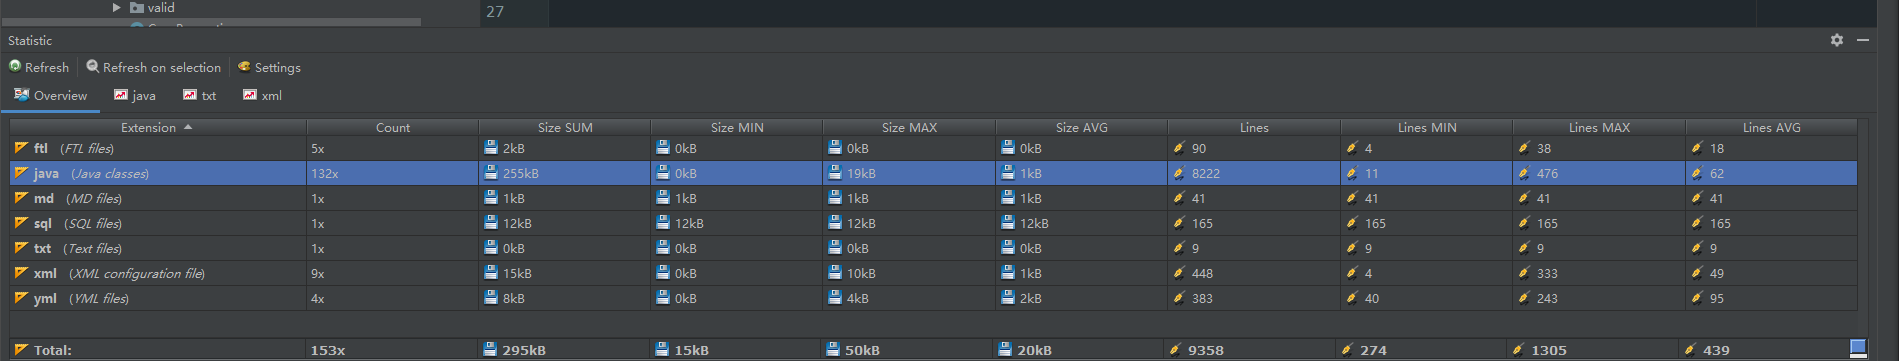 valid
27
Statistic
Refresh Refresh on selection Settings
Overview java txt xml
Extension Count Size SUM Size MIN Size MAX Size AVG Lines Lines MIN Lines MAX Lines AVG
ftl (FTL files) 5x 2kB 0kB 0kB 0kB 90 4 38 18
java (Java classes) 132x 255kB 0kB 19kB 1kB 8222 11 476 62
md (MD files) 1x 1kB 1kB 1kB 1kB 41 41 41 41
sql (SQL files) 1x 12kB 12kB 12kB 12kB 165 165 165 165
txt (Text files) 1x 0kB 0kB 0kB 0kB 9 9 9 9
xml (XML configuration file) 9x 15kB 0kB 10kB 1kB 448 4 333 49
yml (YML files) 4x 8kB 0kB 4kB 2kB 383 40 243 95
Total: 153x 295kB 15kB 50kB 20kB 9358 274 1305 439